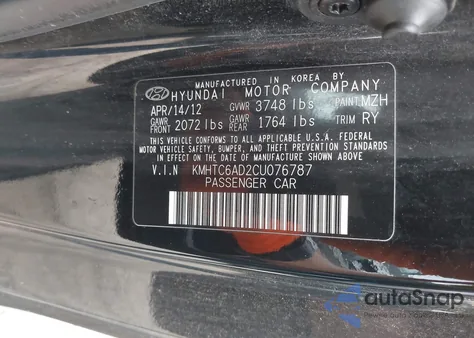 MANUFACTURED IN KOREA BY
HYUNDAI MOTOR COMPANY
APR/14/12 GVWR 3748 lbs PAINT:MZH
GAWR FRONT 2072 lbs GAWR REAR 1764 lbs TRIM RY
THIS VEHICLE CONFORMS TO ALL APPLICABLE U.S.A. FEDERAL
MOTOR VEHICLE SAFETY, BUMPER, AND THEFT PREVENTION STANDARDS
IN EFFECT ON THE DATE OF MANUFACTURE SHOWN ABOVE.
V.I.N KMHTC6AD2CU076787
PASSENGER CAR
autoSnap